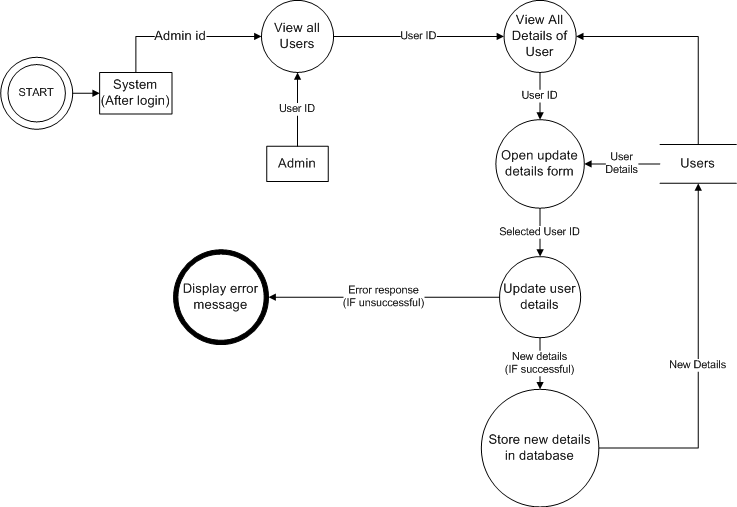 START
System
(After login)
Admin id
View all
Users
User ID
View All
Details of
User
User ID
Admin
User ID
Open update
details form
User
Details
Users
Selected User ID
Display error
message
Error response
(IF unsuccessful)
Update user
details
New details
(IF successful)
New Details
Store new details
in database